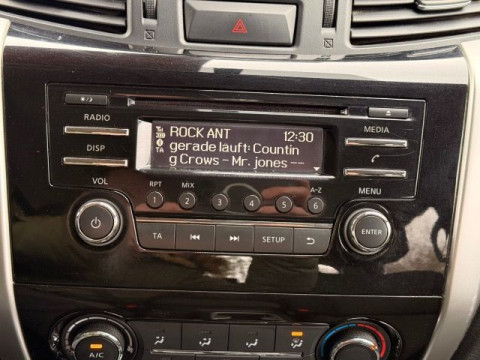 RADIO
MEDIA
ROCK ANT 12:30
gerade läuft: Countin
g Crows - Mr. jones --
TA
DISP
VOL
RPT MIX A-Z
MENU
1 2 3 4 5 6
TA SETUP
ENTER
A/C